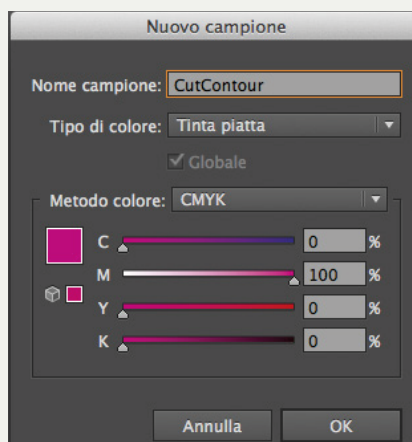 Nuovo campione
Nome campione: CutContour
Tipo di colore: Tinta piatta
Globale
Metodo colore: CMYK
C 0 %
M 100 %
Y 0 %
K 0 %
Annulla OK